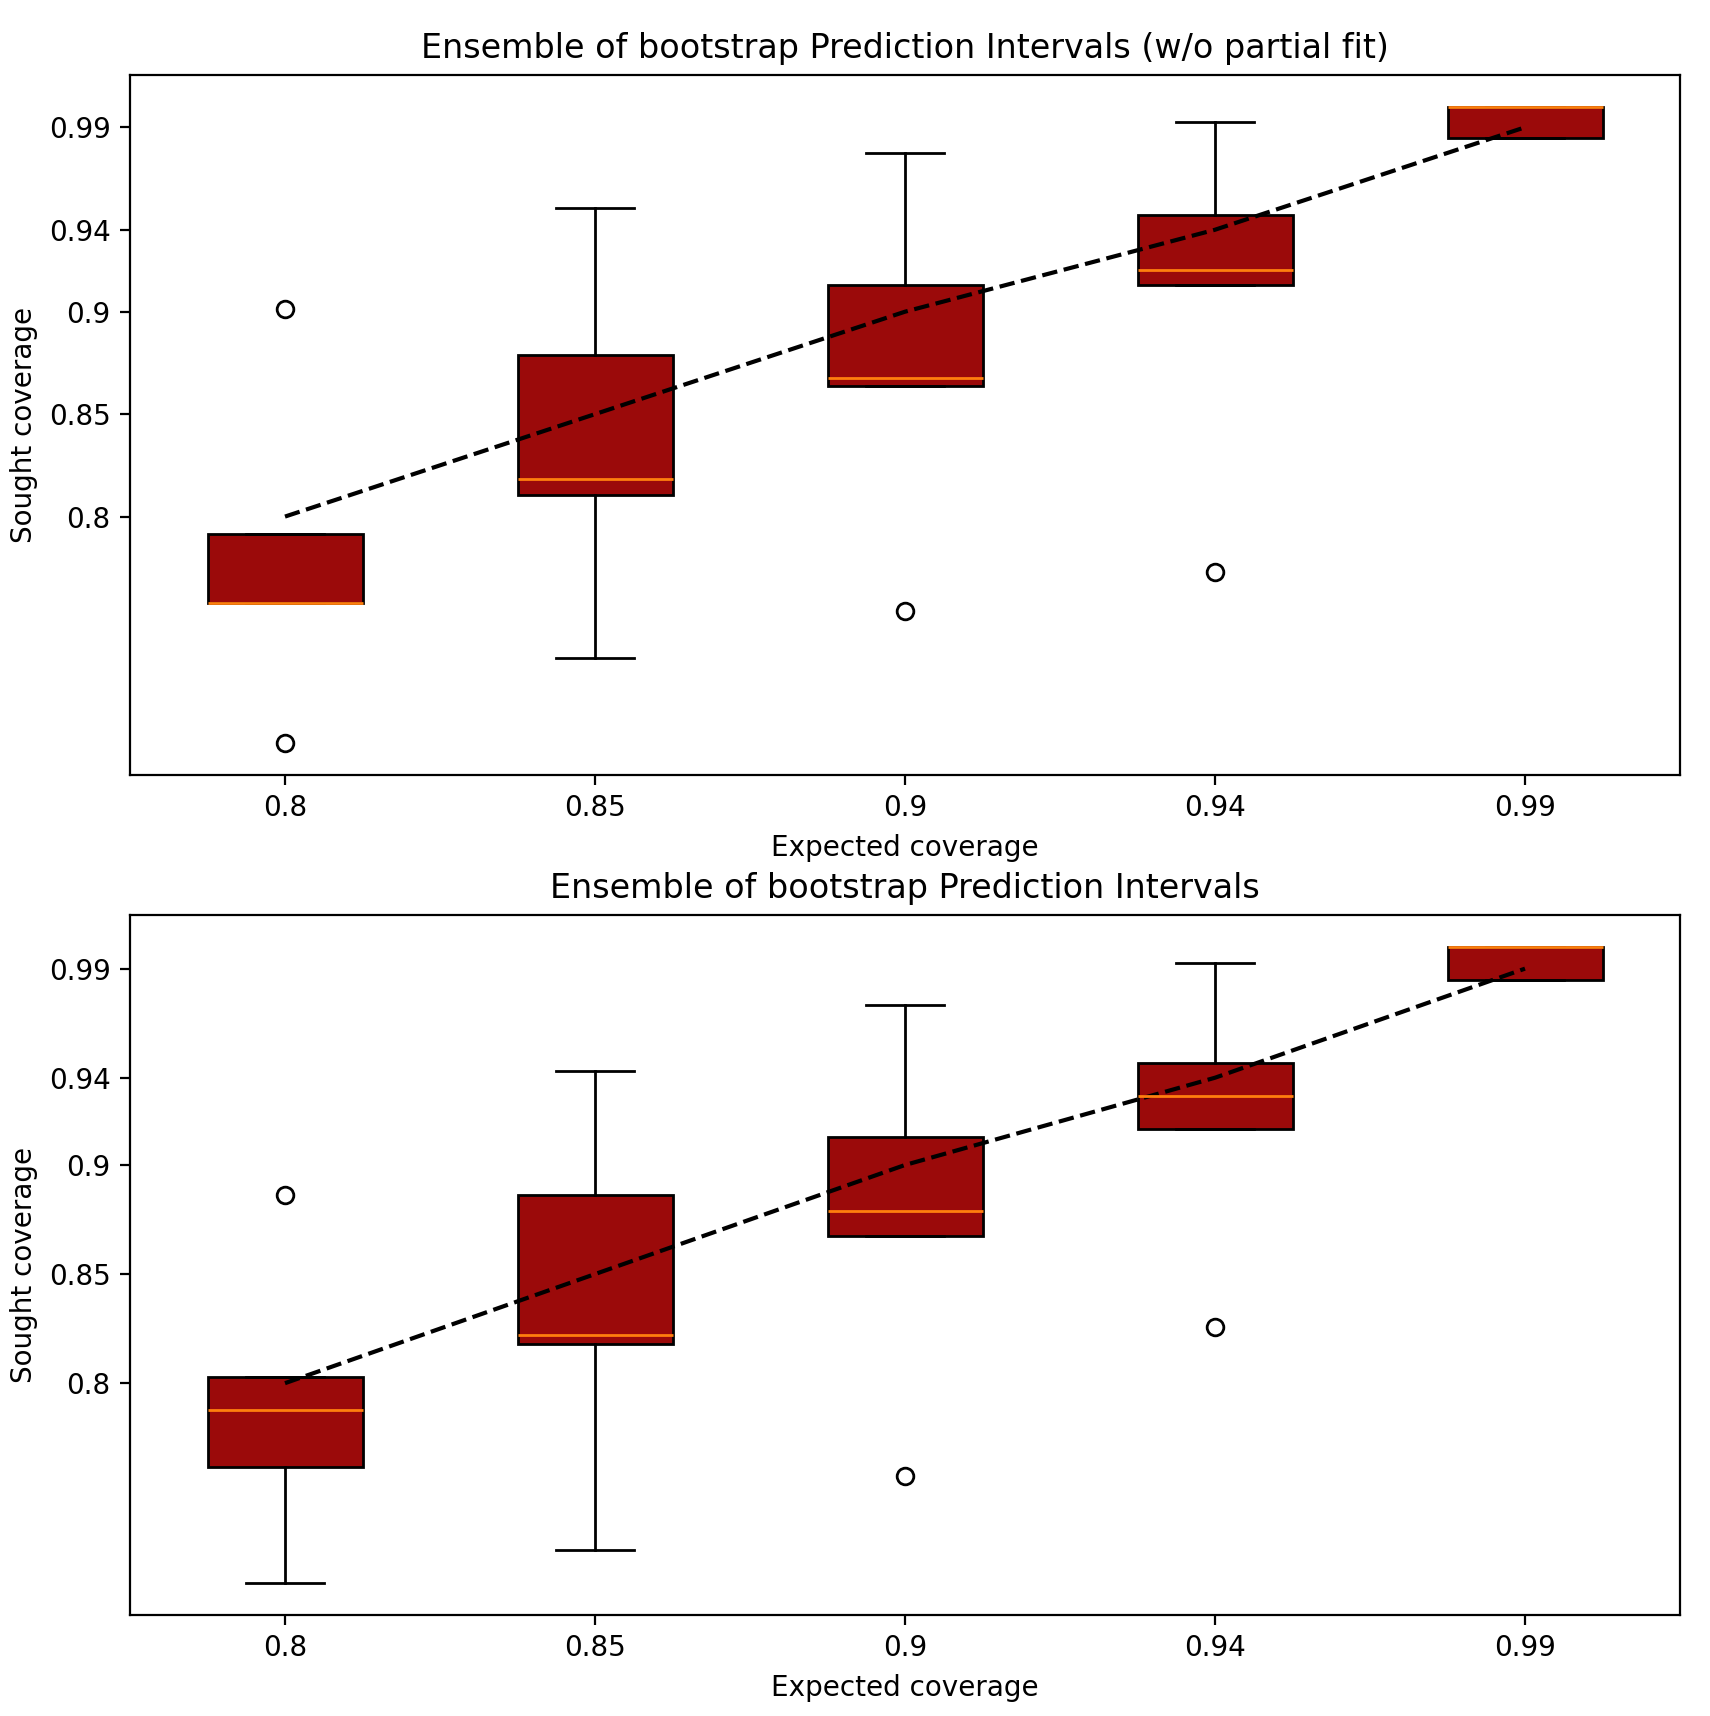 Ensemble of bootstrap Prediction Intervals (w/o partial fit)
0.99
0.94
0.9
0.85
0.8
Sought coverage
0.8 0.85 0.9 0.94 0.99
Expected coverage
Ensemble of bootstrap Prediction Intervals
0.99
0.94
0.9
0.85
0.8
Sought coverage
0.8 0.85 0.9 0.94 0.99
Expected coverage